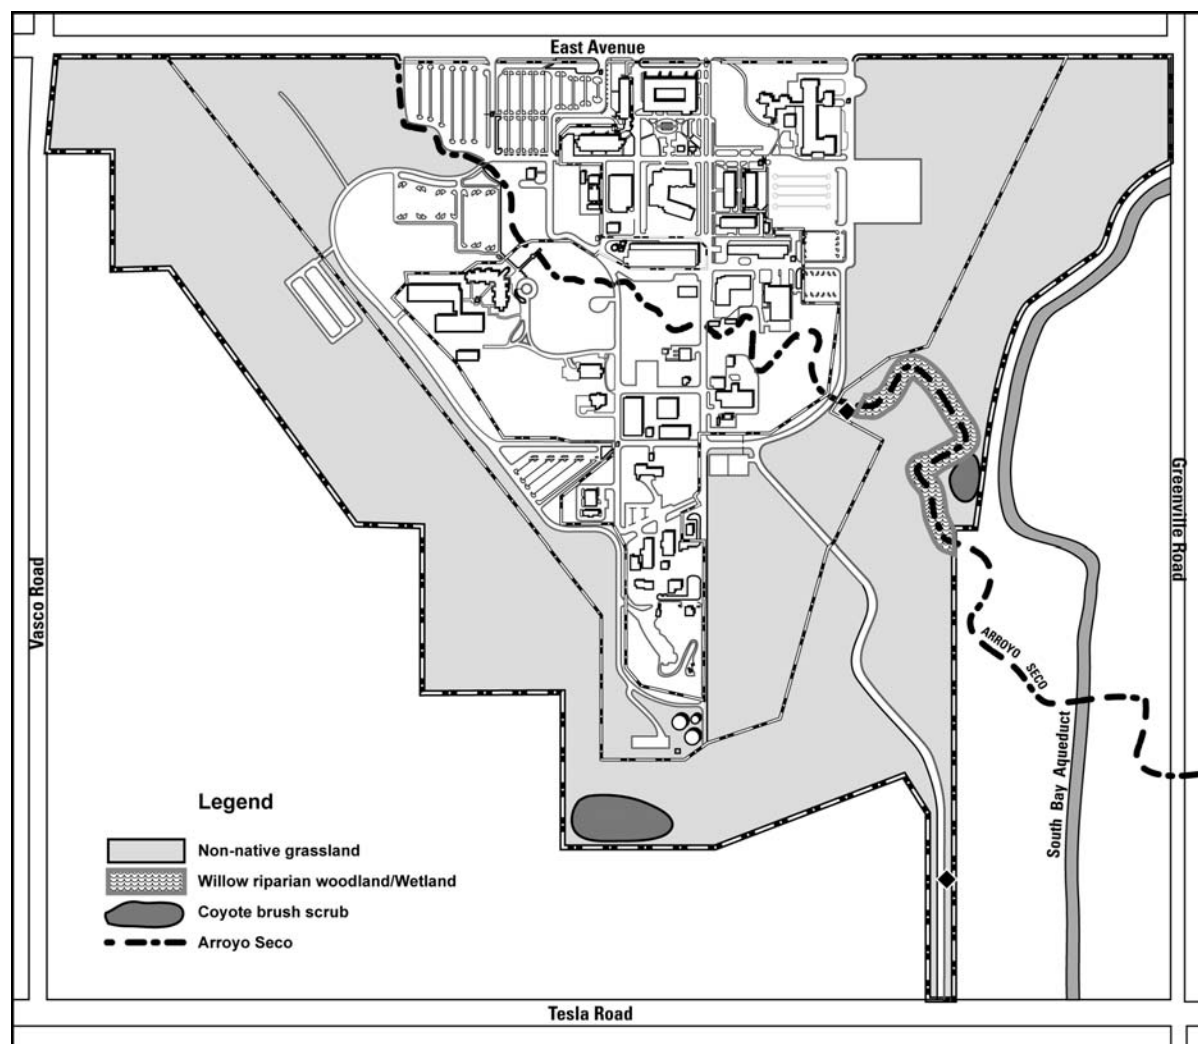 East Avenue
Vasco Road
Greenville Road
ARROYO SECO
South Bay Aqueduct
Legend
Non-native grassland
Willow riparian woodland/Wetland
Coyote brush scrub
Arroyo Seco
Tesla Road